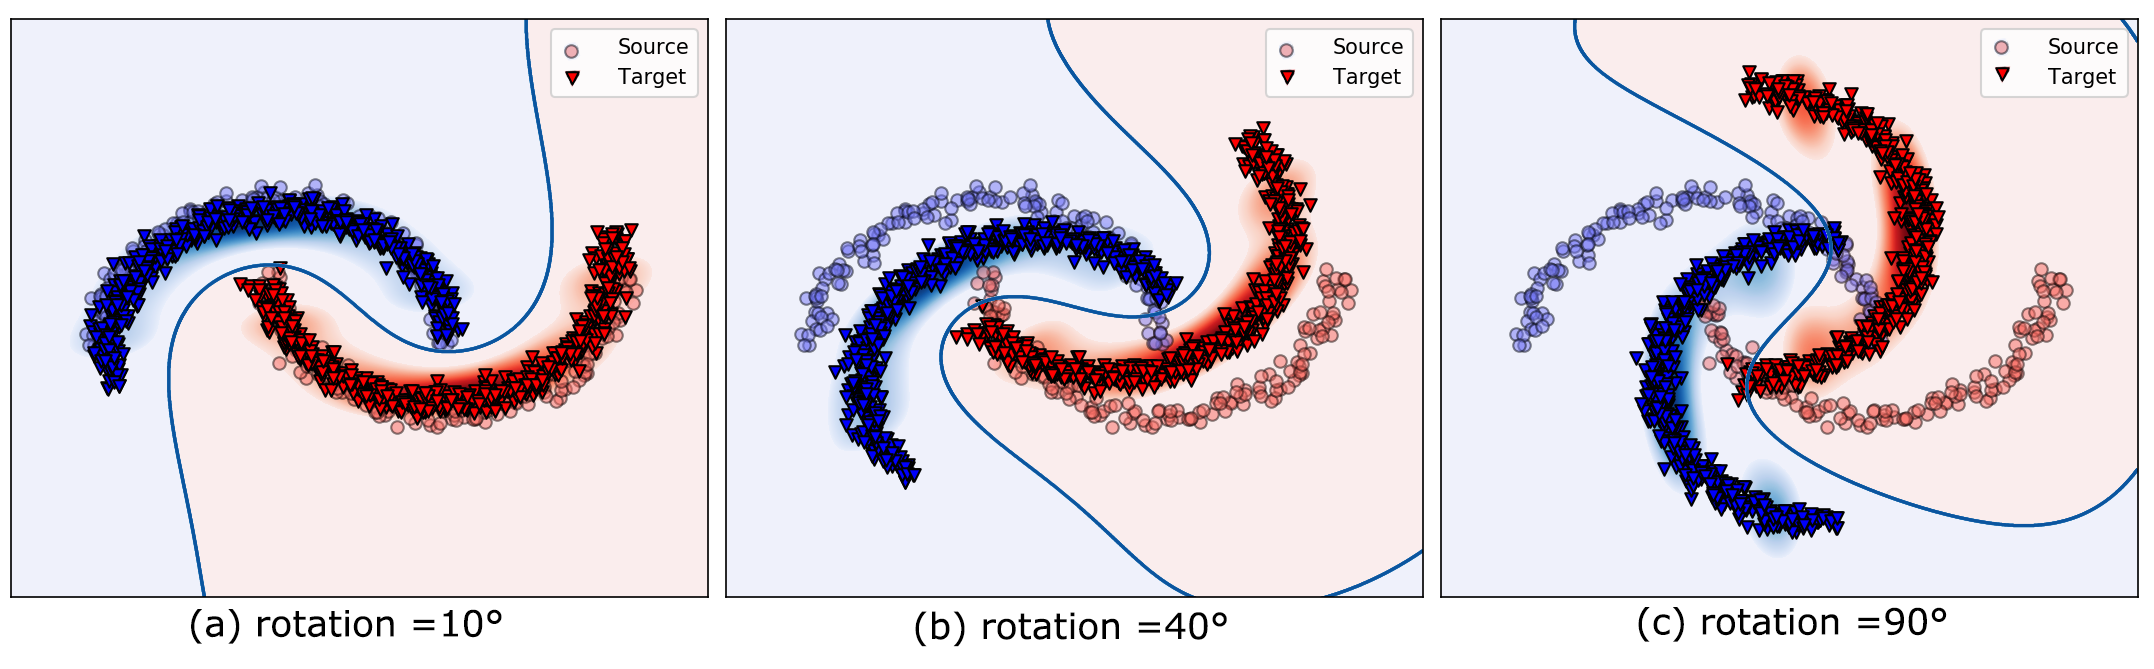 Source
Target
Source
Target
Source
Target
(a) rotation =10°
(b) rotation =40°
(c) rotation =90°